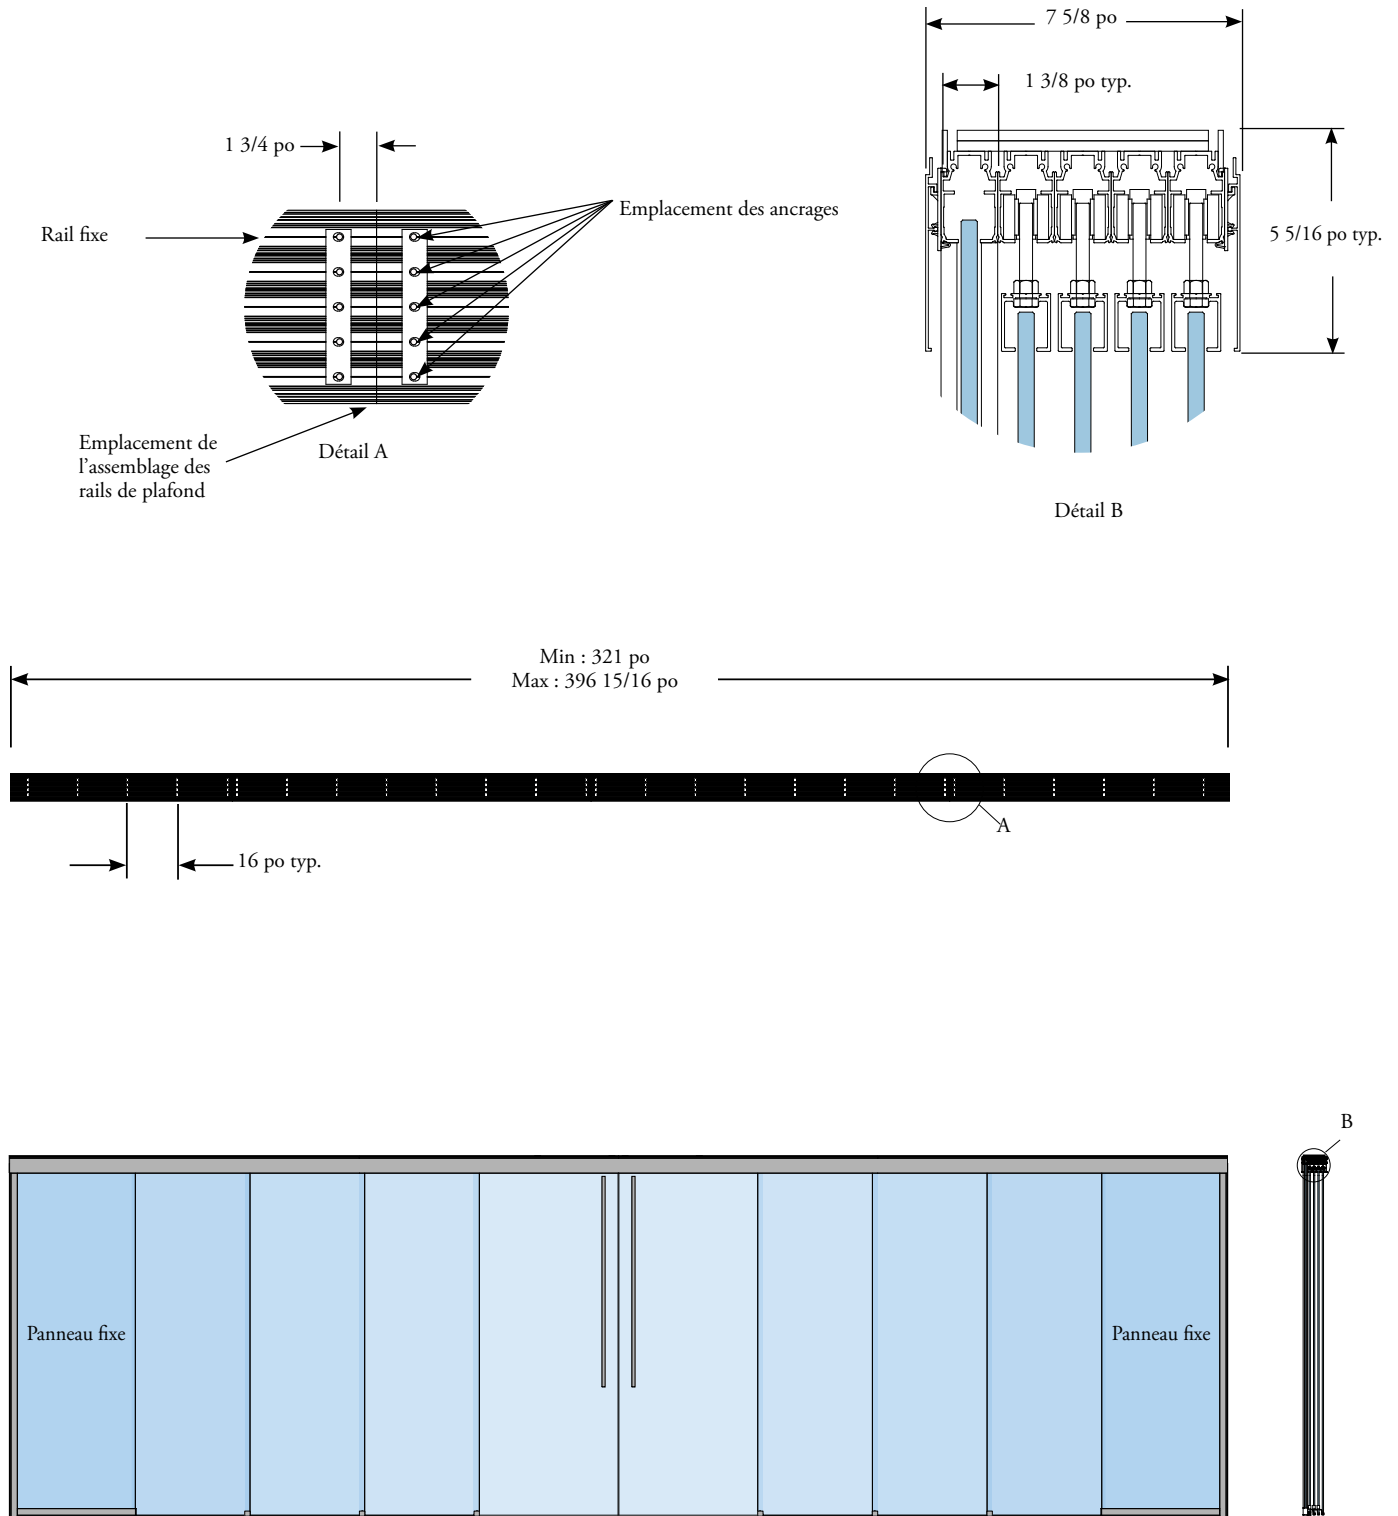 7 5/8 po
1 3/8 po typ.
1 3/4 po
Emplacement des ancrages
Rail fixe
5 5/16 po typ.
Emplacement de
l'assemblage des
rails de plafond
Détail A
Détail B
Min : 321 po
Max : 396 15/16 po
A
16 po typ.
B
Panneau fixe
Panneau fixe